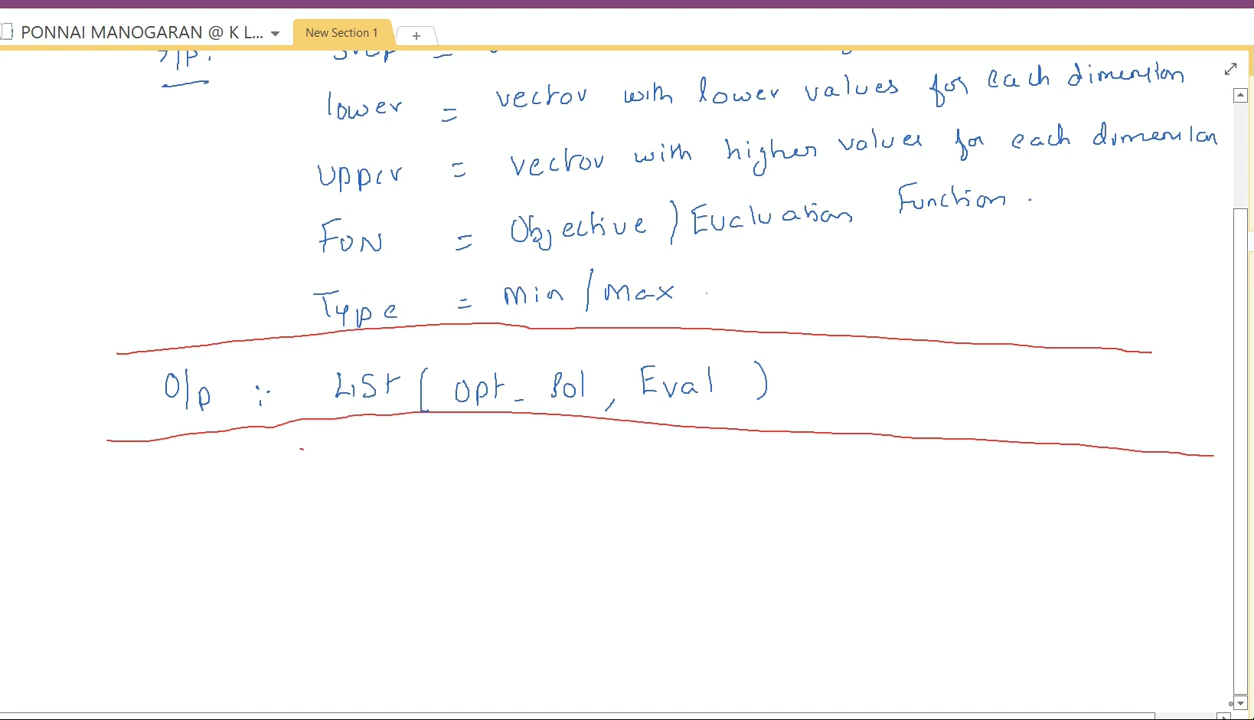 PONNAI MANOGARAN @ K L...
New Section 1
+
I/p: Step =
lower = vector with lower values for each dimension
upper = vector with higher values for each dimension
FUN = Objective / Evaluation Function.
Type = min / max
O/p : LIST ( opt_sol, Eval )